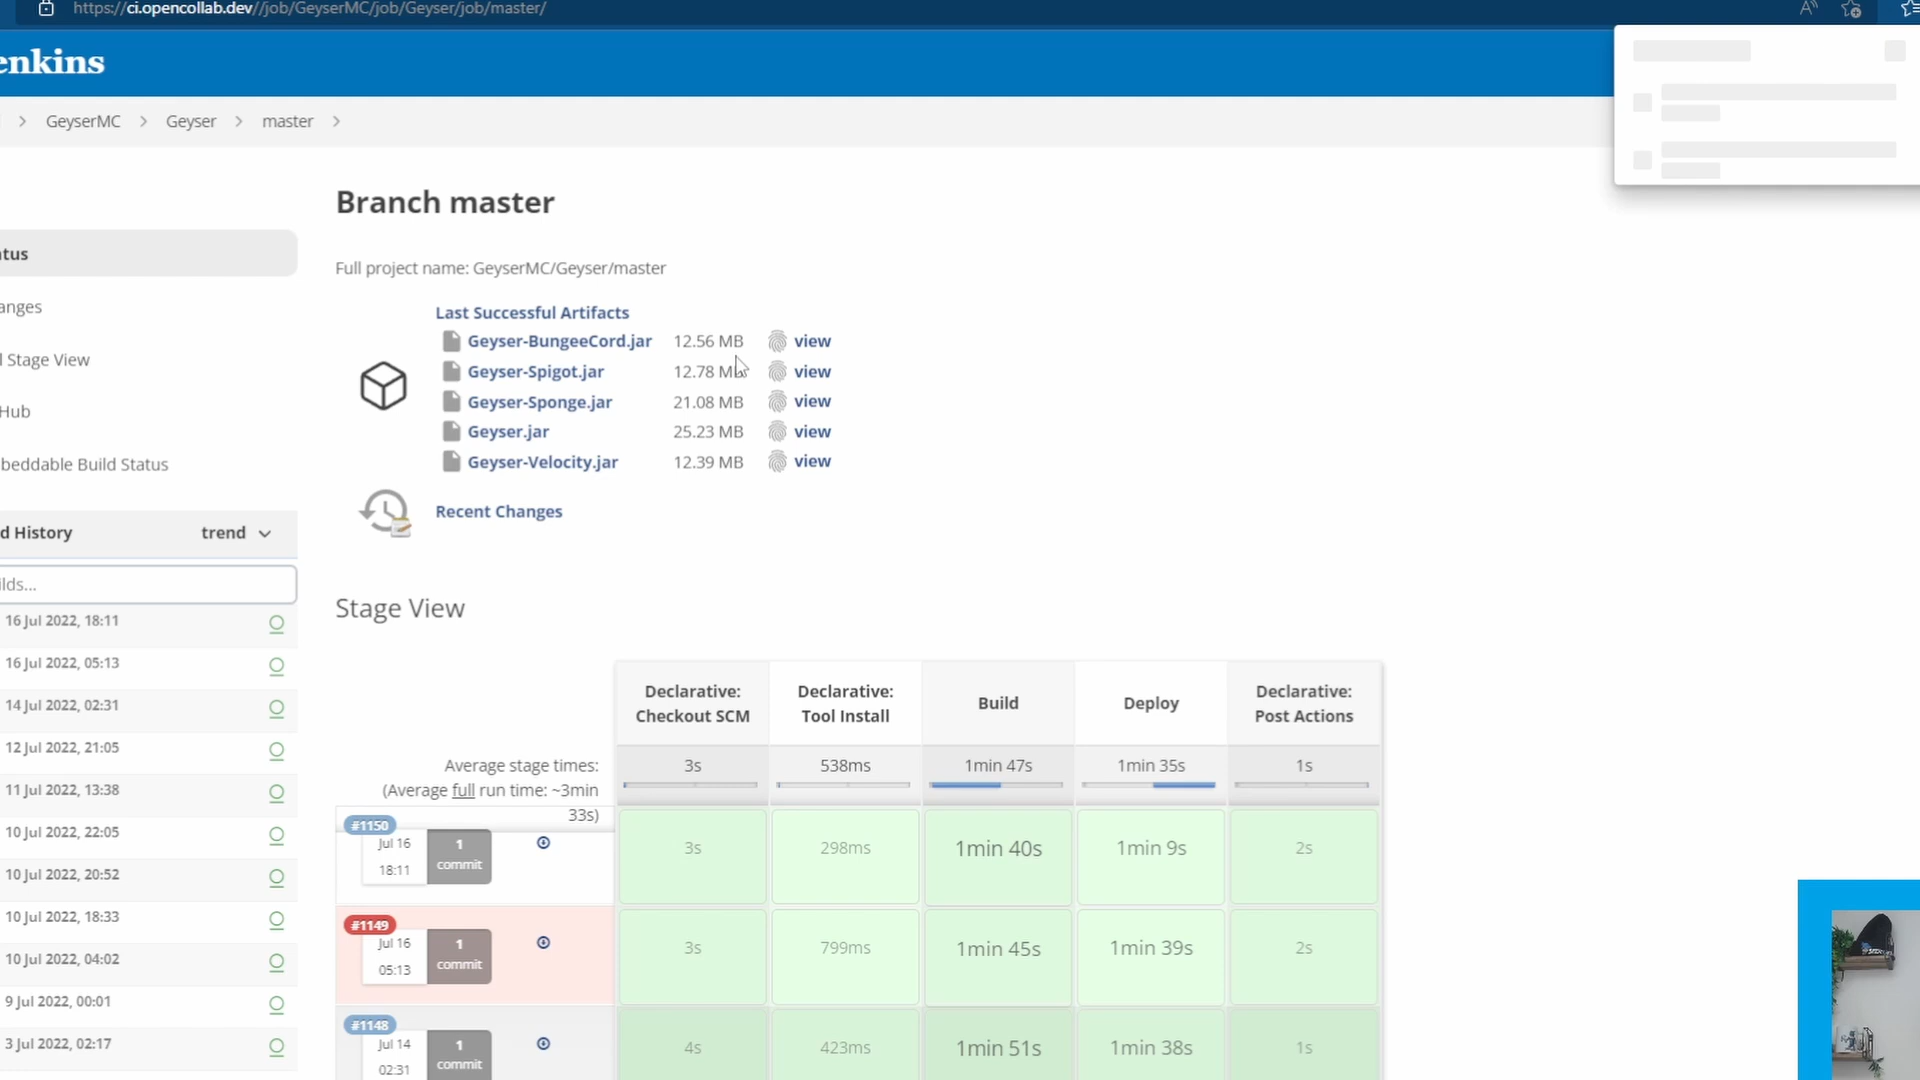 https://ci.opencollab.dev//job/GeyserMC/job/Geyser/job/master/
enkins
GeyserMC
Geyser
master
Branch master
Full project name: GeyserMC/Geyser/master
Last Successful Artifacts
Geyser-BungeeCord.jar 12.56 MB view
Geyser-Spigot.jar 12.78 MB view
Geyser-Sponge.jar 21.08 MB view
Geyser.jar 25.23 MB view
Geyser-Velocity.jar 12.39 MB view
Recent Changes
atus
anges
l Stage View
Hub
beddable Build Status
d History trend
ilds...
16 Jul 2022, 18:11
16 Jul 2022, 05:13
14 Jul 2022, 02:31
12 Jul 2022, 21:05
11 Jul 2022, 13:38
10 Jul 2022, 22:05
10 Jul 2022, 20:52
10 Jul 2022, 18:33
10 Jul 2022, 04:02
9 Jul 2022, 00:01
3 Jul 2022, 02:17
Stage View
Declarative: Checkout SCM
Declarative: Tool Install
Build
Deploy
Declarative: Post Actions
Average stage times:
(Average full run time: ~3min
33s)
3s 538ms 1min 47s 1min 35s 1s
#1150
Jul 16
18:11
1
commit
3s 298ms 1min 40s 1min 9s 2s
#1149
Jul 16
05:13
1
commit
3s 799ms 1min 45s 1min 39s 2s
#1148
Jul 14
02:31
1
commit
4s 423ms 1min 51s 1min 38s 1s